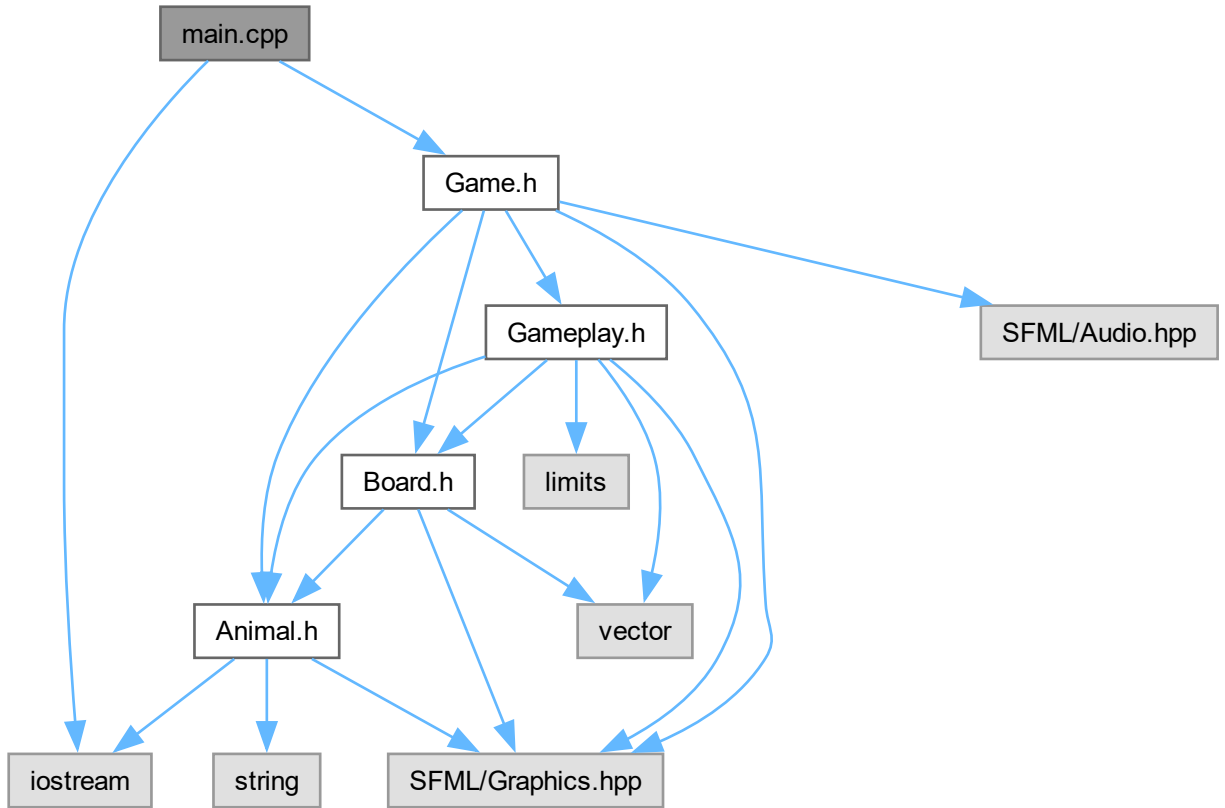 main.cpp
Game.h
Gameplay.h
SFML/Audio.hpp
Board.h
limits
Animal.h
vector
iostream
string
SFML/Graphics.hpp